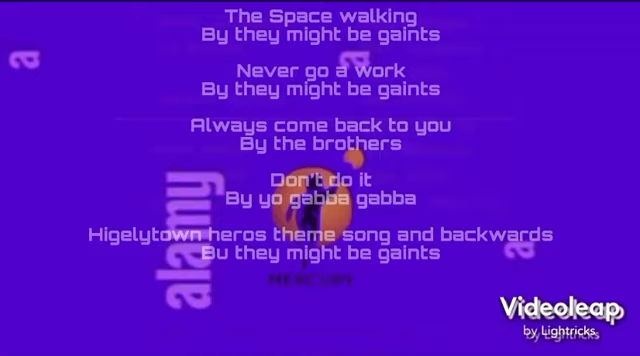 The Space walking
By they might be gaints
Never go a work
By they might be gaints
Always come back to you
By the brothers
Don't do it
By yo gabba gabba
Higelytown heros theme song and backwards
Bu they might be gaints
MERCURY
alamy
a
a
a
Videoleap
by Lightricks